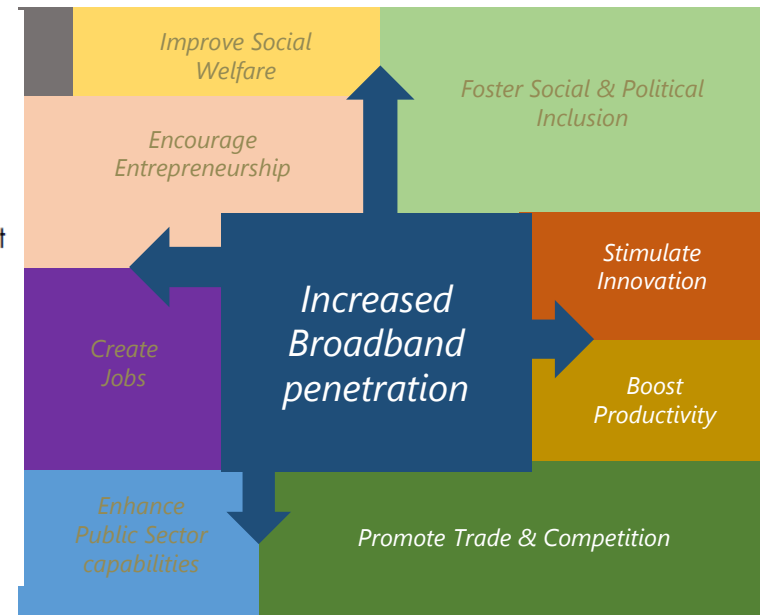 Improve Social
Welfare
Foster Social & Political
Inclusion
Encourage
Entrepreneurship
t
Stimulate
Innovation
Increased
Broadband
penetration
Create
Jobs
Boost
Productivity
Enhance
Public Sector
capabilities
Promote Trade & Competition